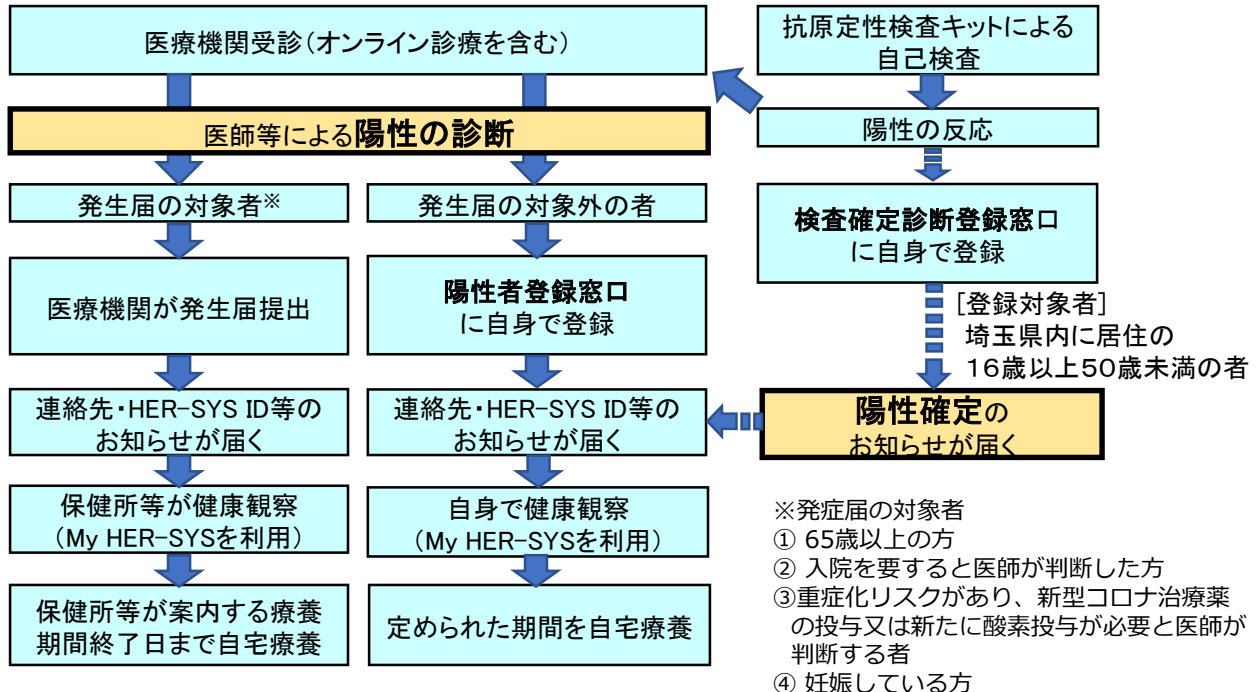 医療機関受診(オンライン診療を含む)
医師等による陽性の診断
発生届の対象者※
医療機関が発生届提出
連絡先・HER-SYS ID等の
お知らせが届く
保健所等が健康観察
(My HER-SYSを利用)
保健所等が案内する療養
期間終了日まで自宅療養
発生届の対象外の者
陽性者登録窓口
に自身で登録
連絡先・HER-SYS ID等の
お知らせが届く
自身で健康観察
(My HER-SYSを利用)
定められた期間を自宅療養
抗原定性検査キットによる
自己検査
陽性の反応
検査確定診断登録窓口
に自身で登録
[登録対象者]
埼玉県内に居住の
16歳以上50歳未満の者
陽性確定の
お知らせが届く
※発症届の対象者
① 65歳以上の方
② 入院を要すると医師が判断した方
③重症化リスクがあり、新型コロナ治療薬
の投与又は新たに酸素投与が必要と医師が
判断する者
④ 妊娠している方